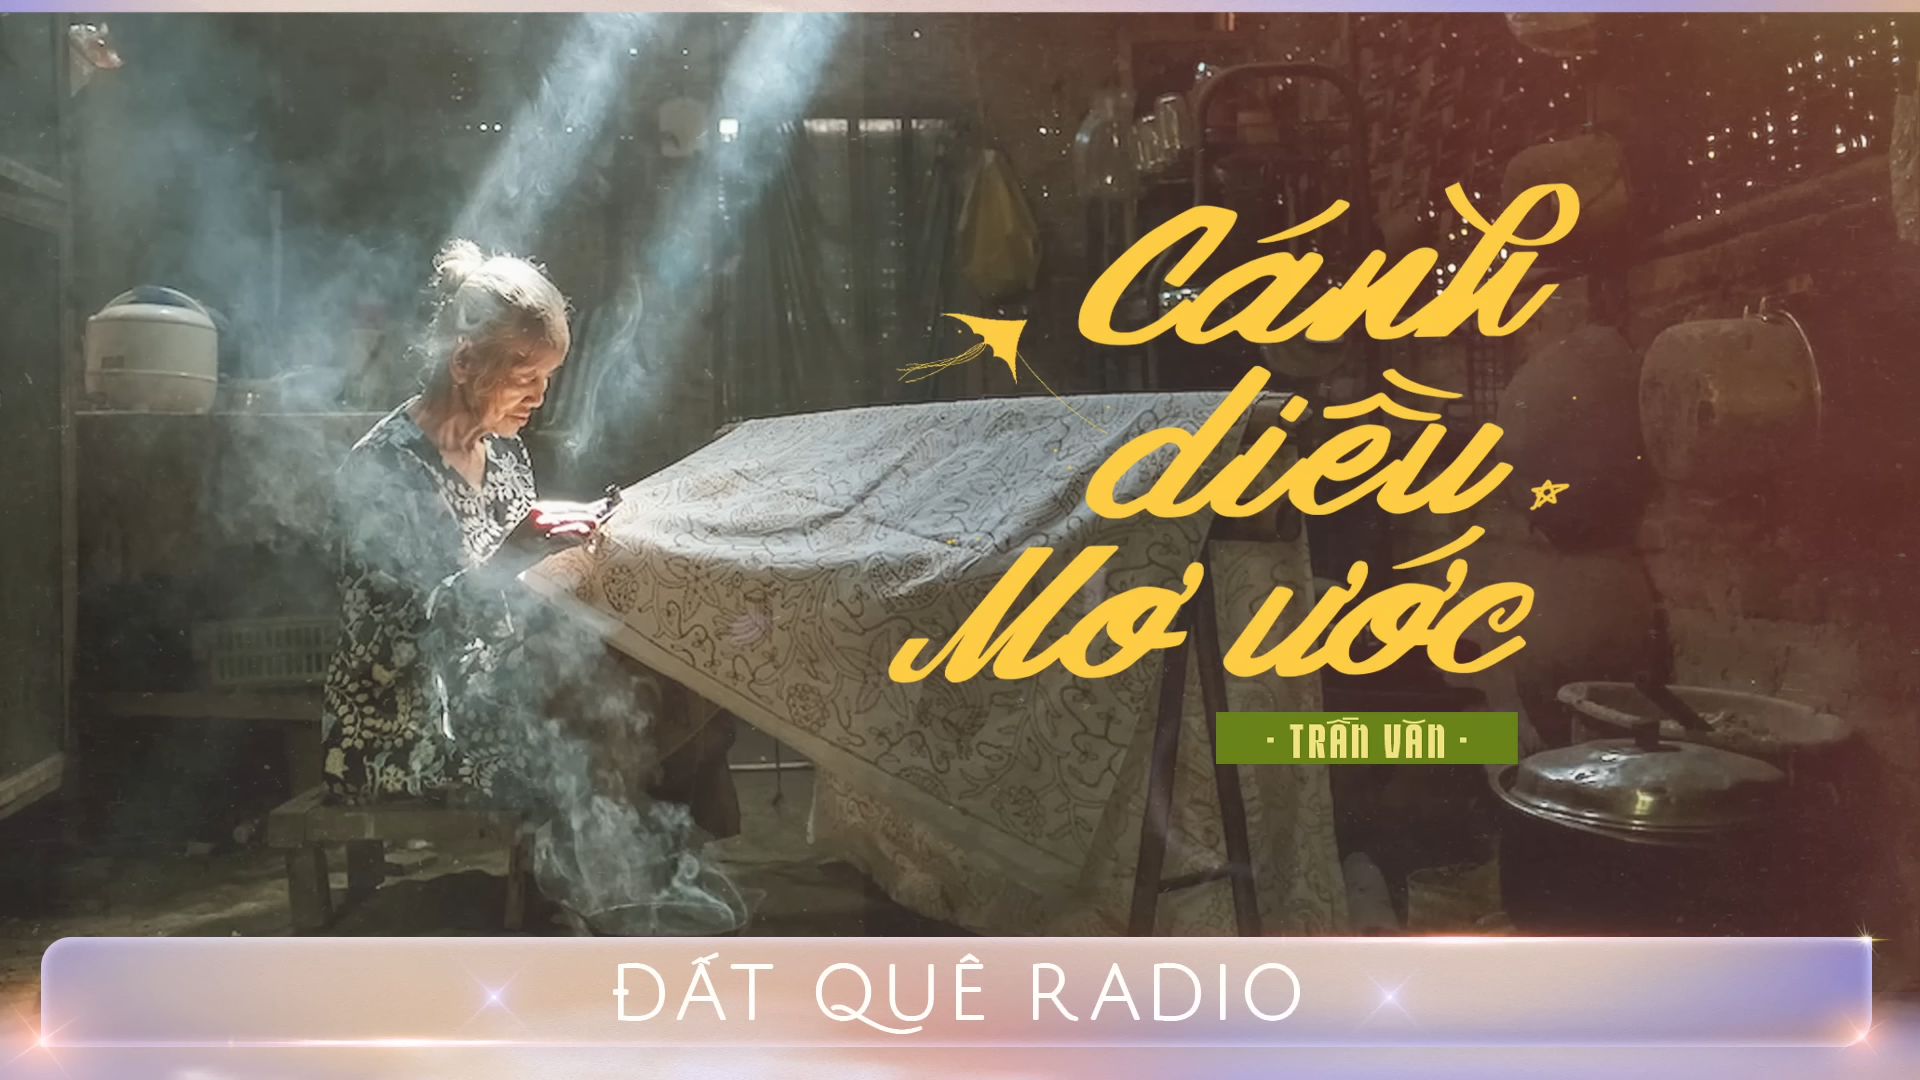 Cánh
diều
Mơ ước
· TRẦN VĂN ·
ĐẤT QUÊ RADIO